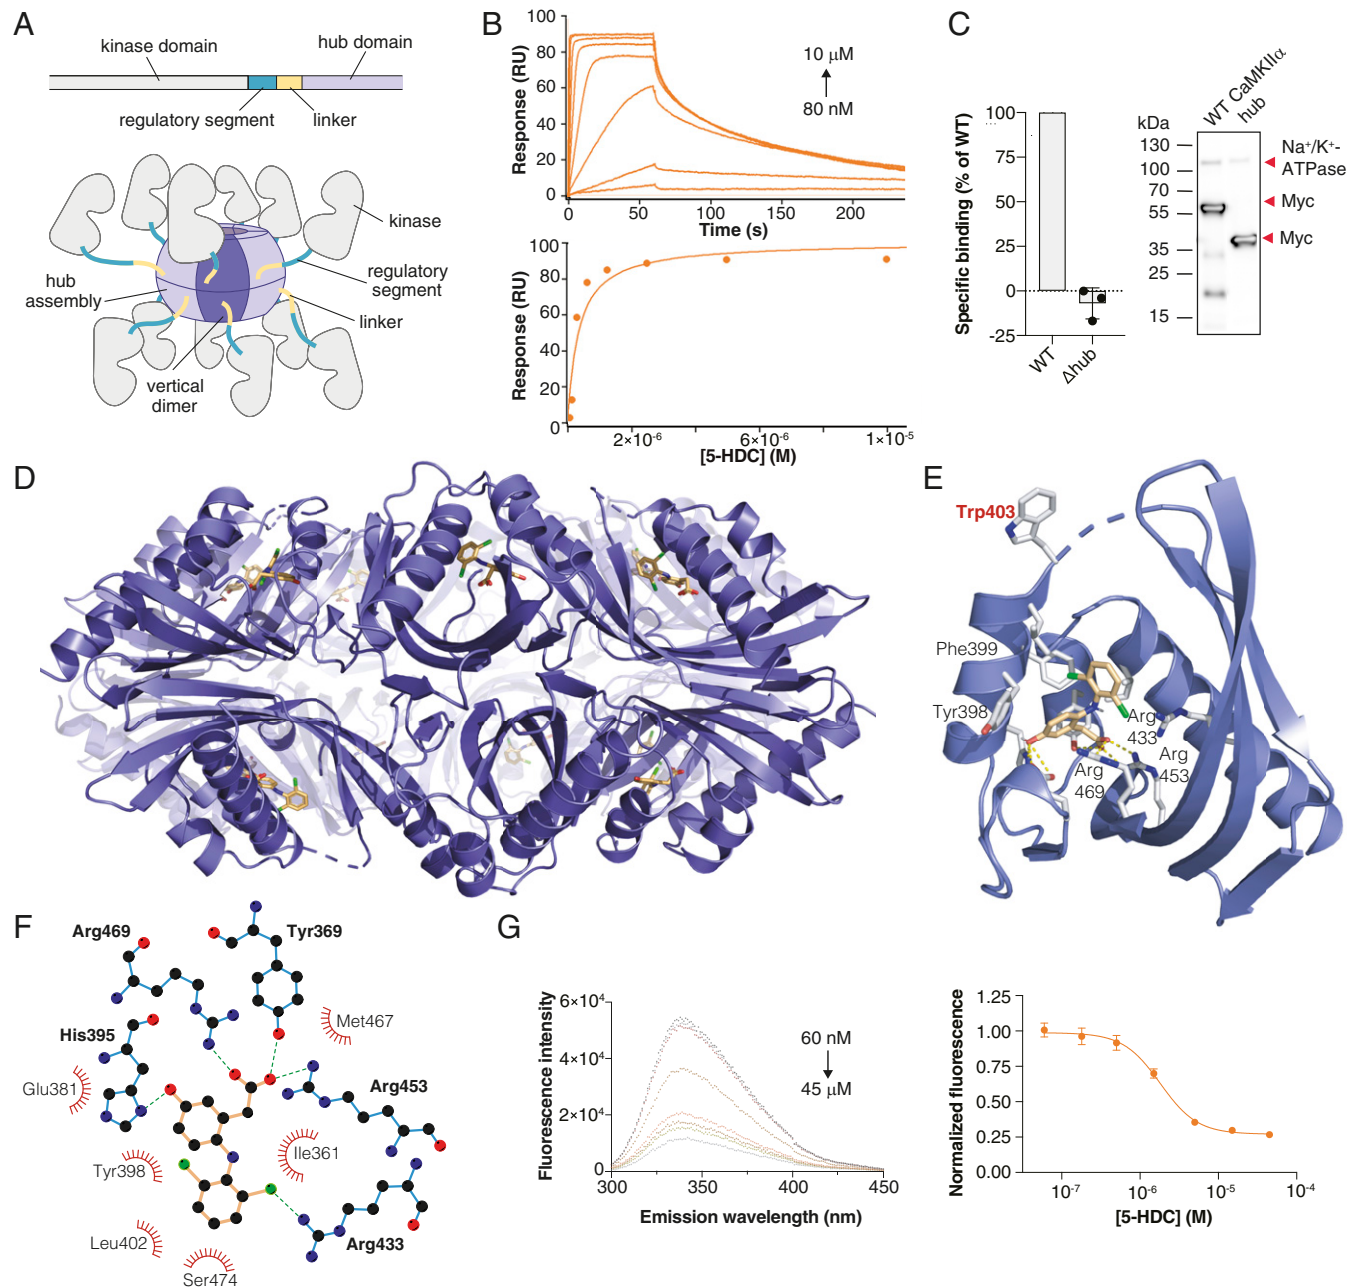 A
kinase domain
hub domain
regulatory segment
linker
kinase
regulatory
segment
hub
assembly
linker
vertical
dimer
B
Response (RU)
100
80
60
40
20
0
10 μM
80 nM
0
50
100
150
200
Time (s)
Response (RU)
100
80
60
40
20
0
2×10⁻⁶
6×10⁻⁶
1×10⁻⁵
[5-HDC] (M)
C
Specific binding (% of WT)
100
75
50
25
0
-25
WT
Δhub
WT
CaMKIIα
hub
kDa
130
100
70
55
35
25
15
Na⁺/K⁺-
ATPase
Myc
Myc
D
E
Trp403
Phe399
Tyr398
Arg
433
Arg
453
Arg
469
F
Arg469
Tyr369
Met467
His395
Glu381
Arg453
Ile361
Tyr398
Leu402
Arg433
Ser474
G
Fluorescence intensity
6×10⁴
4×10⁴
2×10⁴
0
60 nM
45 μM
300
350
400
450
Emission wavelength (nm)
Normalized fluorescence
1.25
1.00
0.75
0.50
0.25
0.00
10⁻⁷
10⁻⁶
10⁻⁵
10⁻⁴
[5-HDC] (M)